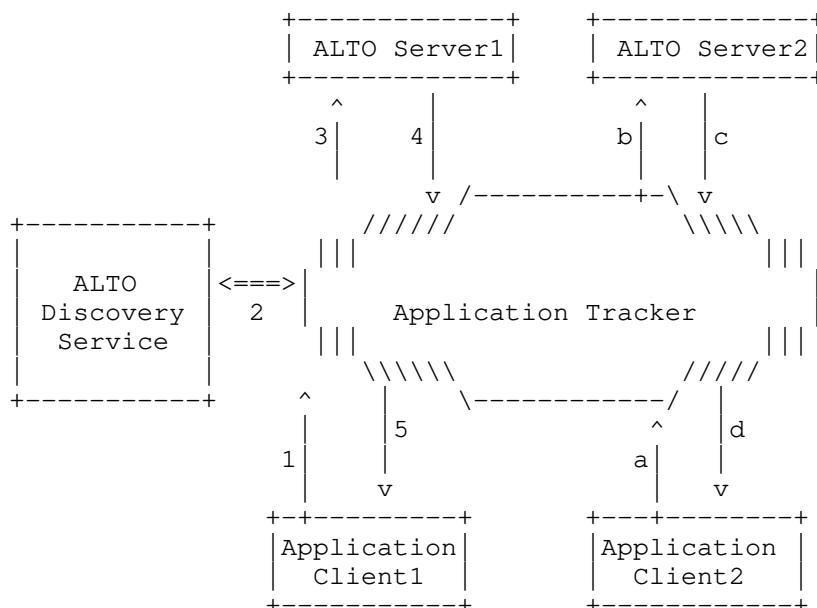 ALTO Server1 ALTO Server2
3 4 b c
ALTO
Discovery
Service
2
Application Tracker
1 5 a d
Application
Client1
Application
Client2